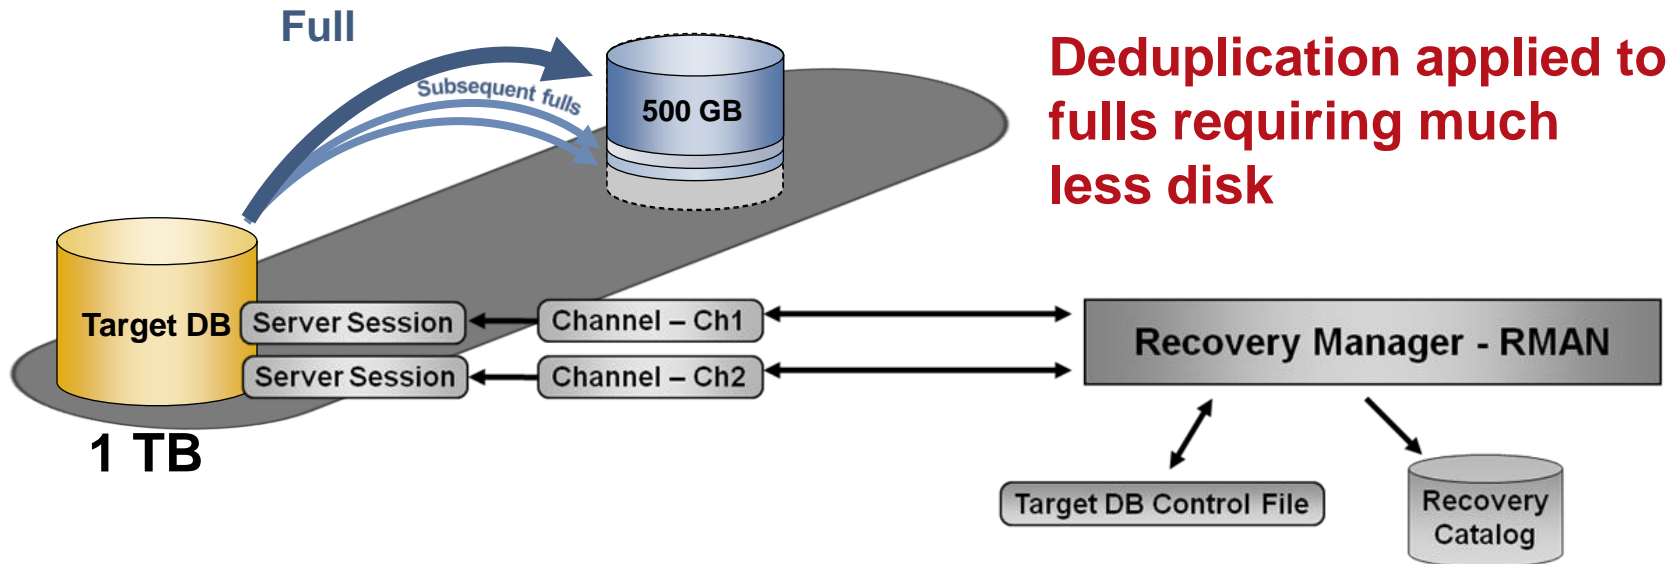 Full
Subsequent fulls
500 GB
Deduplication applied to
fulls requiring much
less disk
Target DB
Server Session
Channel – Ch1
Recovery Manager - RMAN
Server Session
Channel – Ch2
1 TB
Target DB Control File
Recovery
Catalog